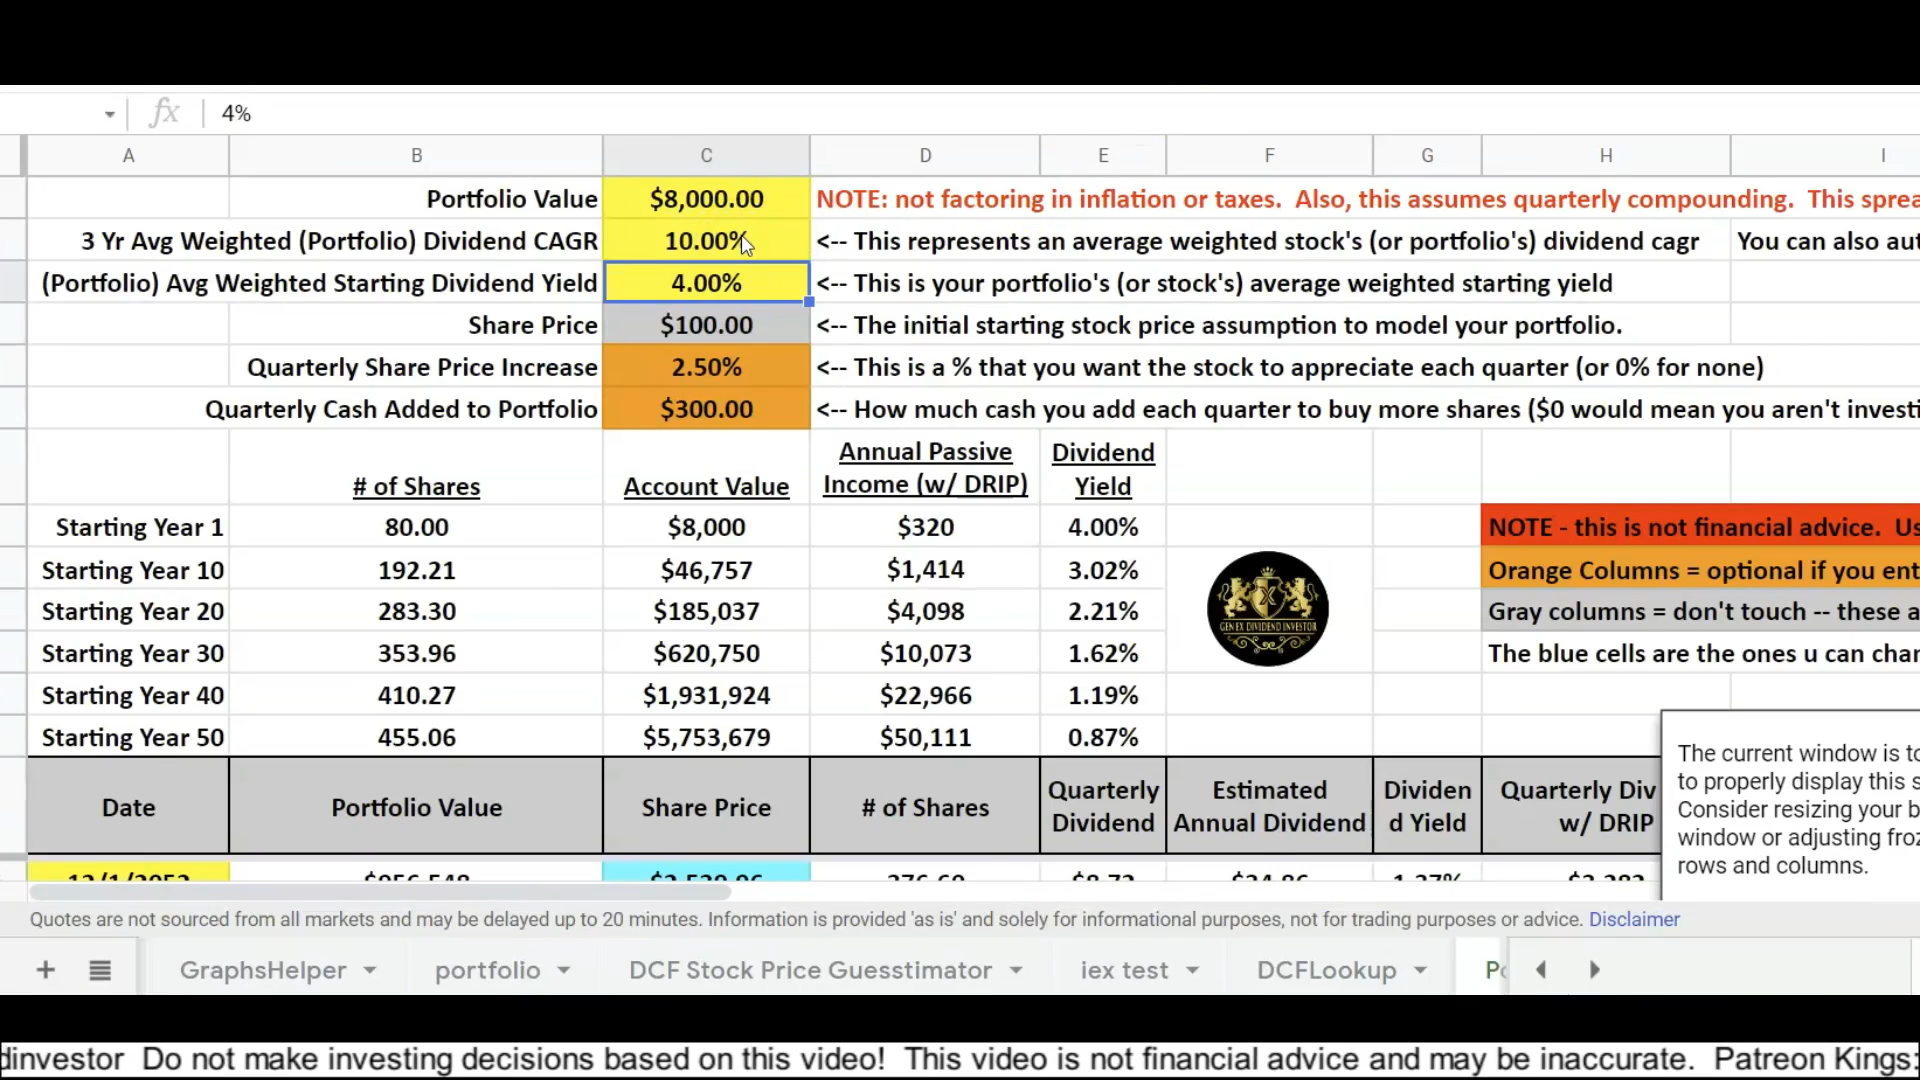 fx 4%
A B C D E F G H I
Portfolio Value $8,000.00 NOTE: not factoring in inflation or taxes. Also, this assumes quarterly compounding. This sprea
3 Yr Avg Weighted (Portfolio) Dividend CAGR 10.00% <-- This represents an average weighted stock's (or portfolio's) dividend cagr You can also aut
(Portfolio) Avg Weighted Starting Dividend Yield 4.00% <-- This is your portfolio's (or stock's) average weighted starting yield
Share Price $100.00 <-- The initial starting stock price assumption to model your portfolio.
Quarterly Share Price Increase 2.50% <-- This is a % that you want the stock to appreciate each quarter (or 0% for none)
Quarterly Cash Added to Portfolio $300.00 <-- How much cash you add each quarter to buy more shares ($0 would mean you aren't investi
Annual Passive Dividend
# of Shares Account Value Income (w/ DRIP) Yield
Starting Year 1 80.00 $8,000 $320 4.00% NOTE - this is not financial advice. Us
Starting Year 10 192.21 $46,757 $1,414 3.02% Orange Columns = optional if you ent
Starting Year 20 283.30 $185,037 $4,098 2.21% Gray columns = don't touch -- these a
GEN EX DIVIDEND INVESTOR
Starting Year 30 353.96 $620,750 $10,073 1.62% The blue cells are the ones u can chan
Starting Year 40 410.27 $1,931,924 $22,966 1.19%
Starting Year 50 455.06 $5,753,679 $50,111 0.87%
Quarterly Estimated Dividen Quarterly Div
Date Portfolio Value Share Price # of Shares
Dividend Annual Dividend d Yield w/ DRIP
The current window is to
to properly display this s
Consider resizing your b
window or adjusting froz
rows and columns.
Quotes are not sourced from all markets and may be delayed up to 20 minutes. Information is provided 'as is' and solely for informational purposes, not for trading purposes or advice. Disclaimer
GraphsHelper portfolio DCF Stock Price Guesstimator iex test DCFLookup Po
dinvestor Do not make investing decisions based on this video! This video is not financial advice and may be inaccurate. Patreon Kings: